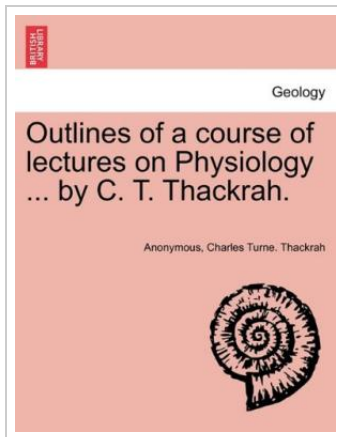 BRITISH
LIBRARY
Geology
Outlines of a course of
lectures on Physiology
... by C. T. Thackrah.
Anonymous, Charles Turne. Thackrah